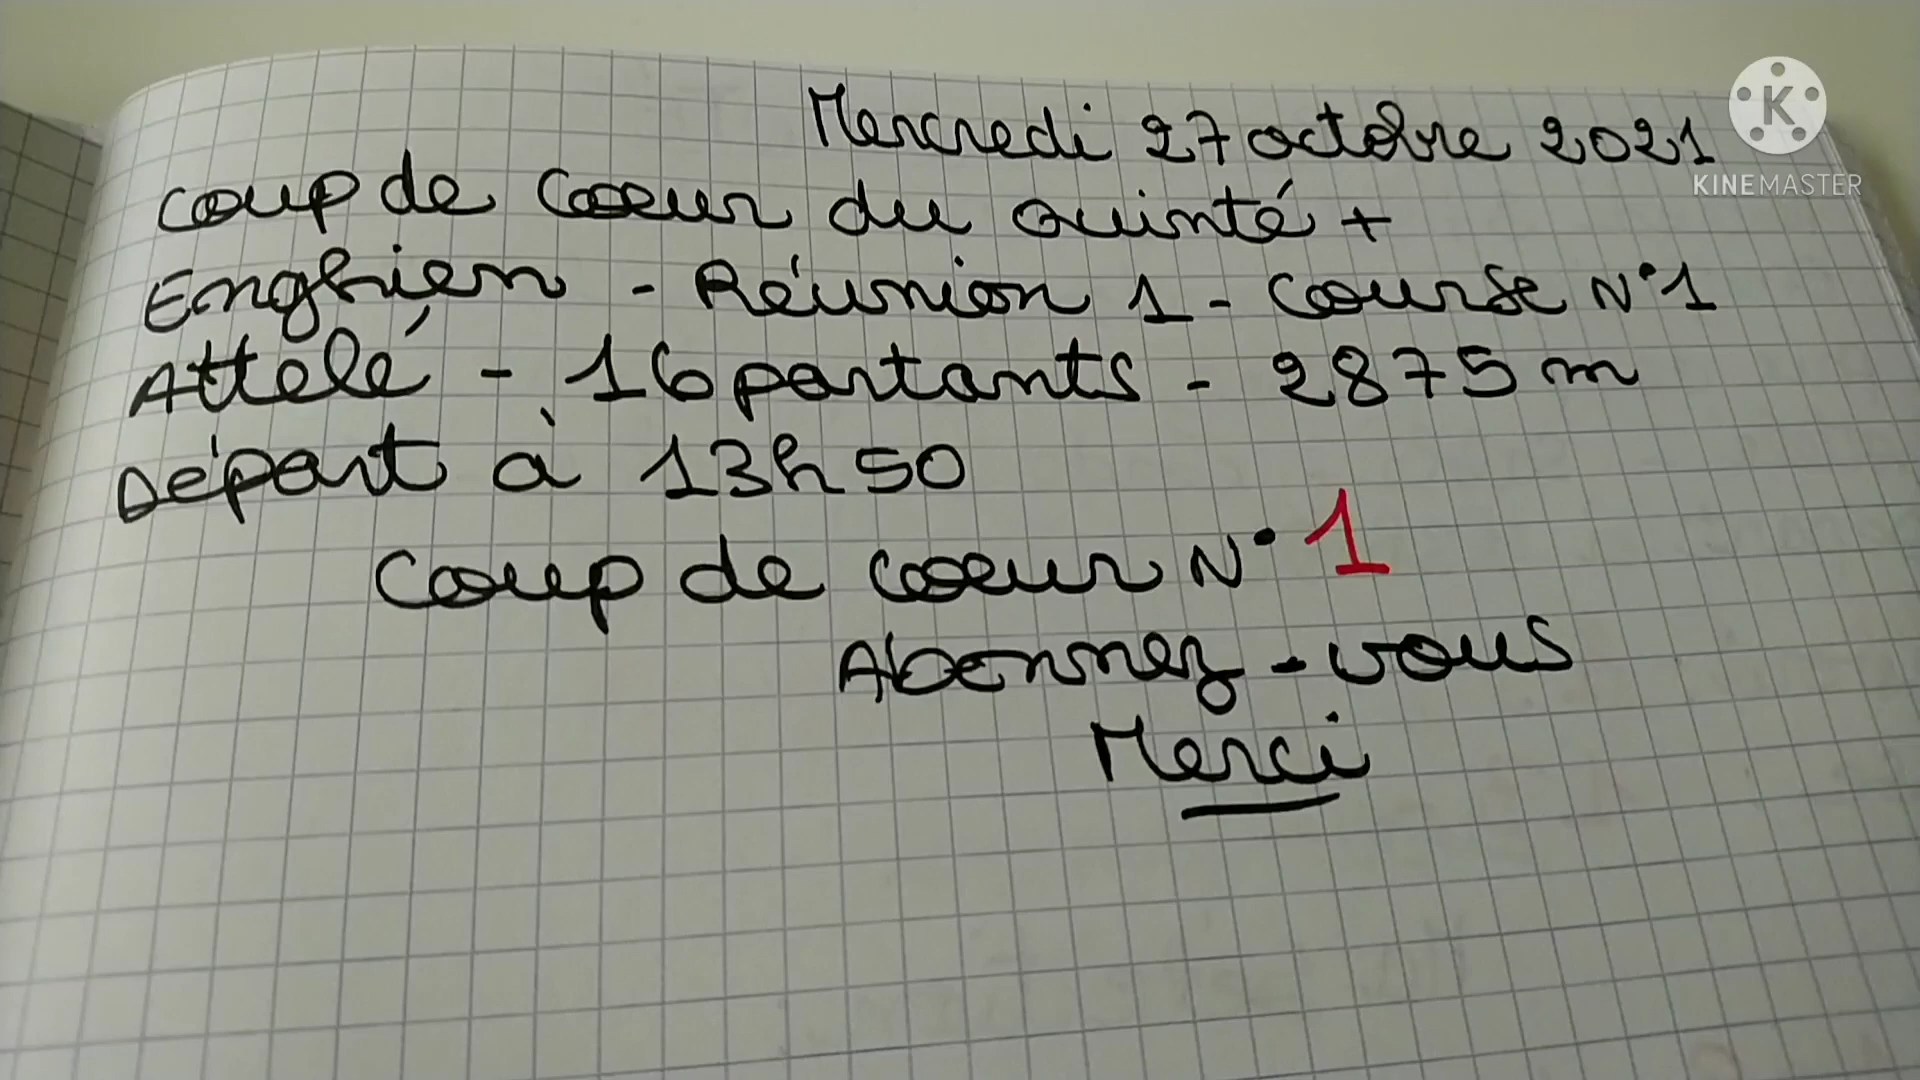 Mercredi 27 octobre 2021
KINEMASTER
Coup de Coeur du Quinté +
Enghien - Réunion 1 - Course N°1
Attelé - 16 partants - 2875 m
Départ à 13h50
Coup de coeur N° 1
Abonnez-vous
Merci